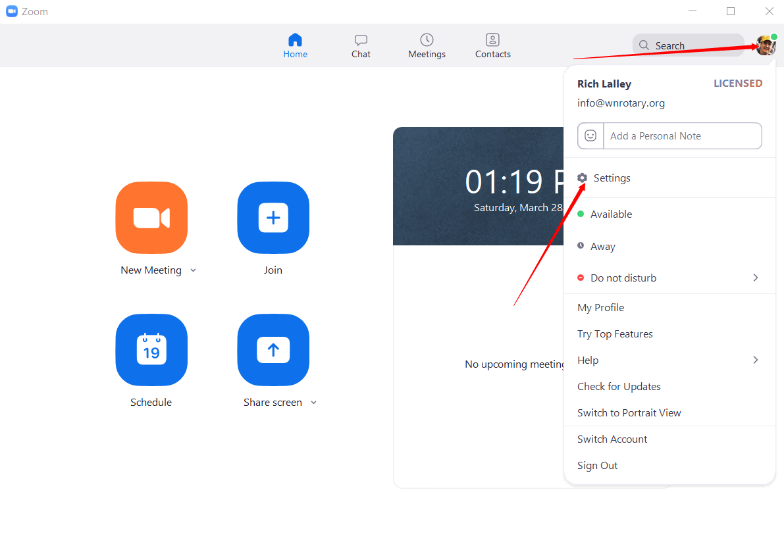 Zoom
Home
Chat
Meetings
Contacts
Search
Rich Lalley
LICENSED
info@wnrotary.org
Add a Personal Note
Settings
Available
Away
Do not disturb
My Profile
Try Top Features
Help
Check for Updates
Switch to Portrait View
Switch Account
Sign Out
01:19 P
Saturday, March 28
No upcoming meeting
New Meeting
Join
19
Schedule
Share screen